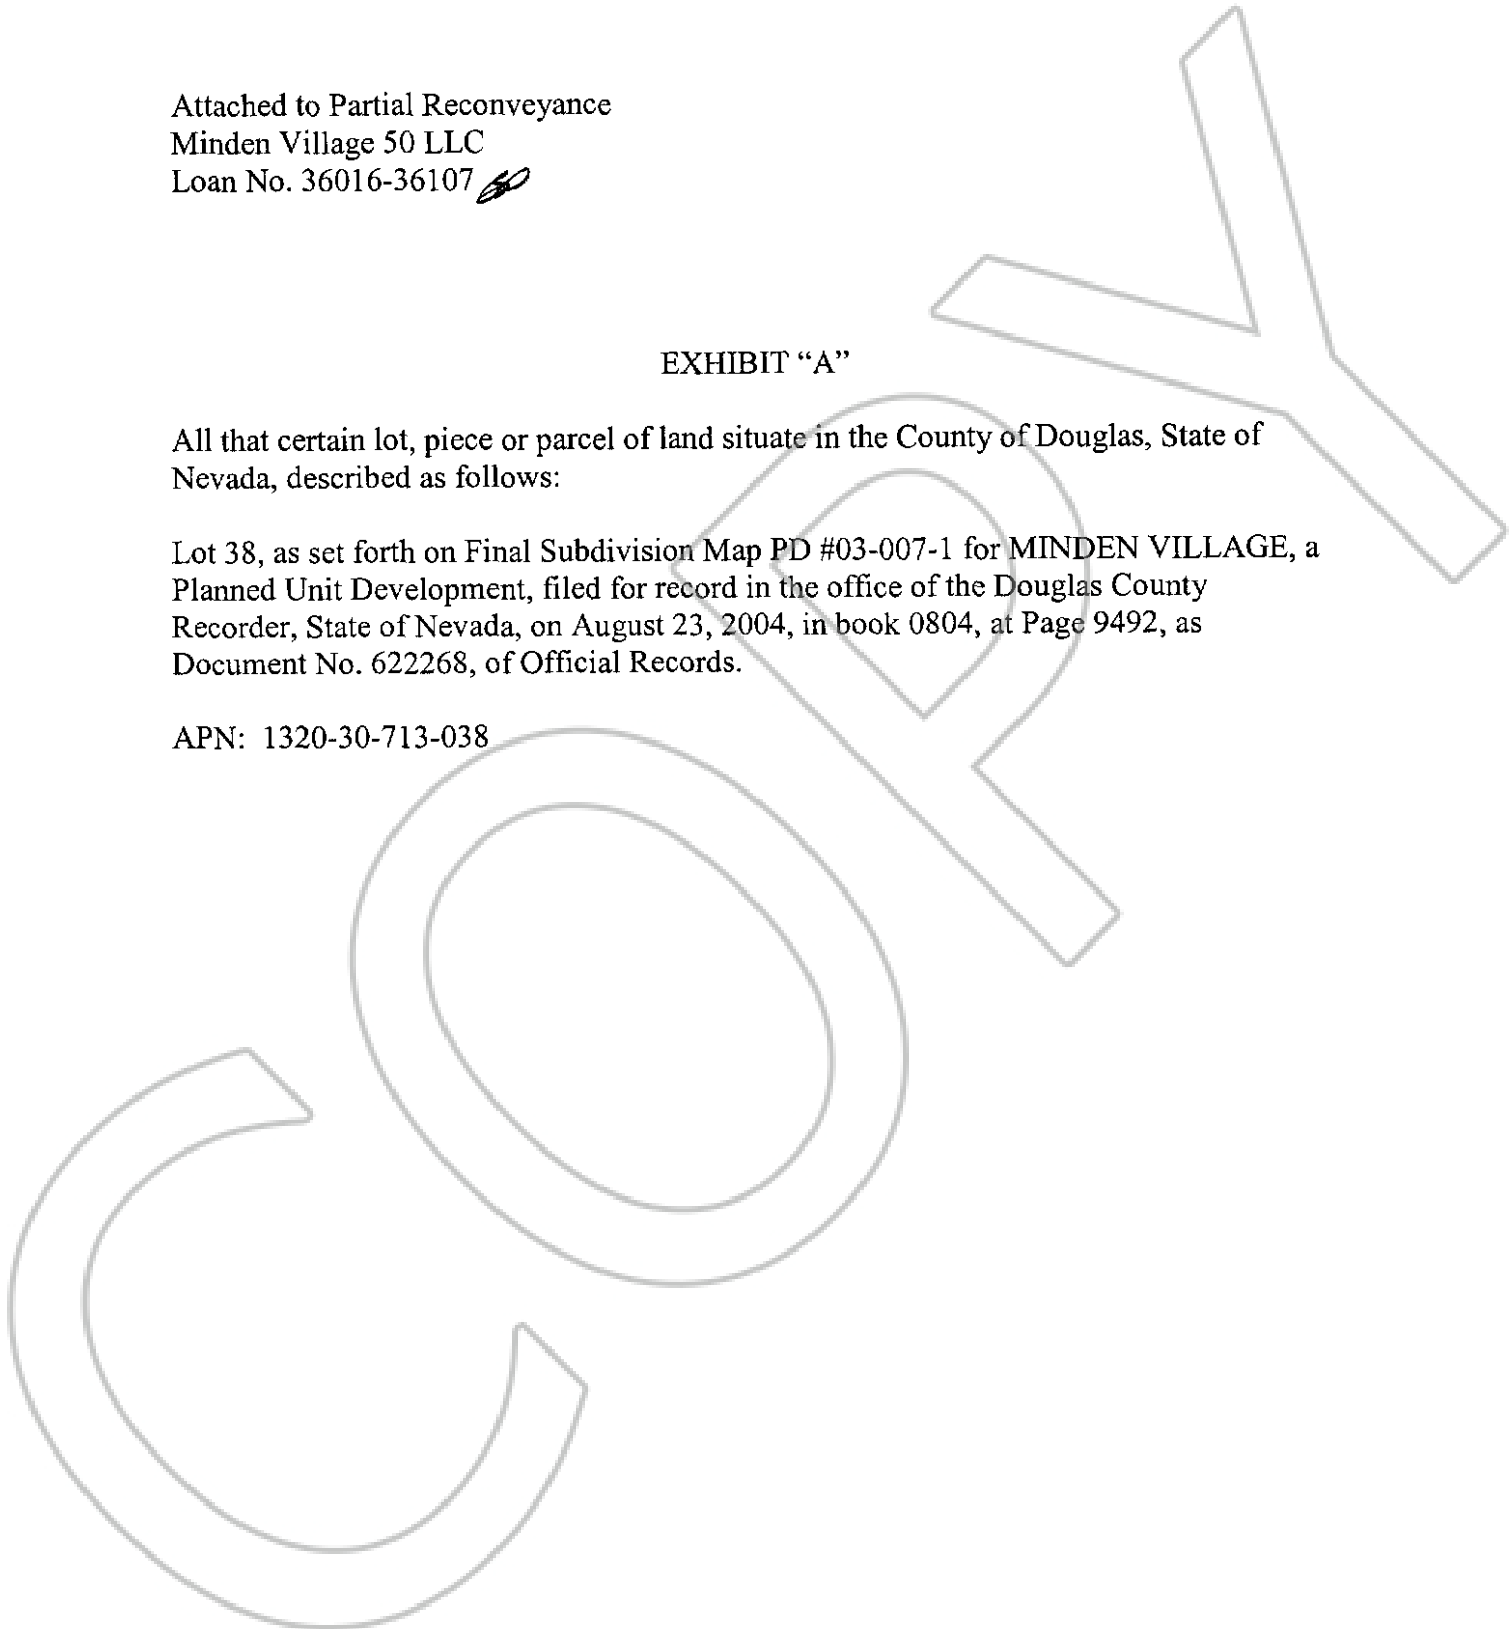 Attached to Partial Reconveyance
Minden Village 50 LLC
Loan No. 36016-36107
EXHIBIT “A”
All that certain lot, piece or parcel of land situate in the County of Douglas, State of
Nevada, described as follows:
Lot 38, as set forth on Final Subdivision Map PD #03-007-1 for MINDEN VILLAGE, a
Planned Unit Development, filed for record in the office of the Douglas County
Recorder, State of Nevada, on August 23, 2004, in book 0804, at Page 9492, as
Document No. 622268, of Official Records.
APN: 1320-30-713-038
COPY